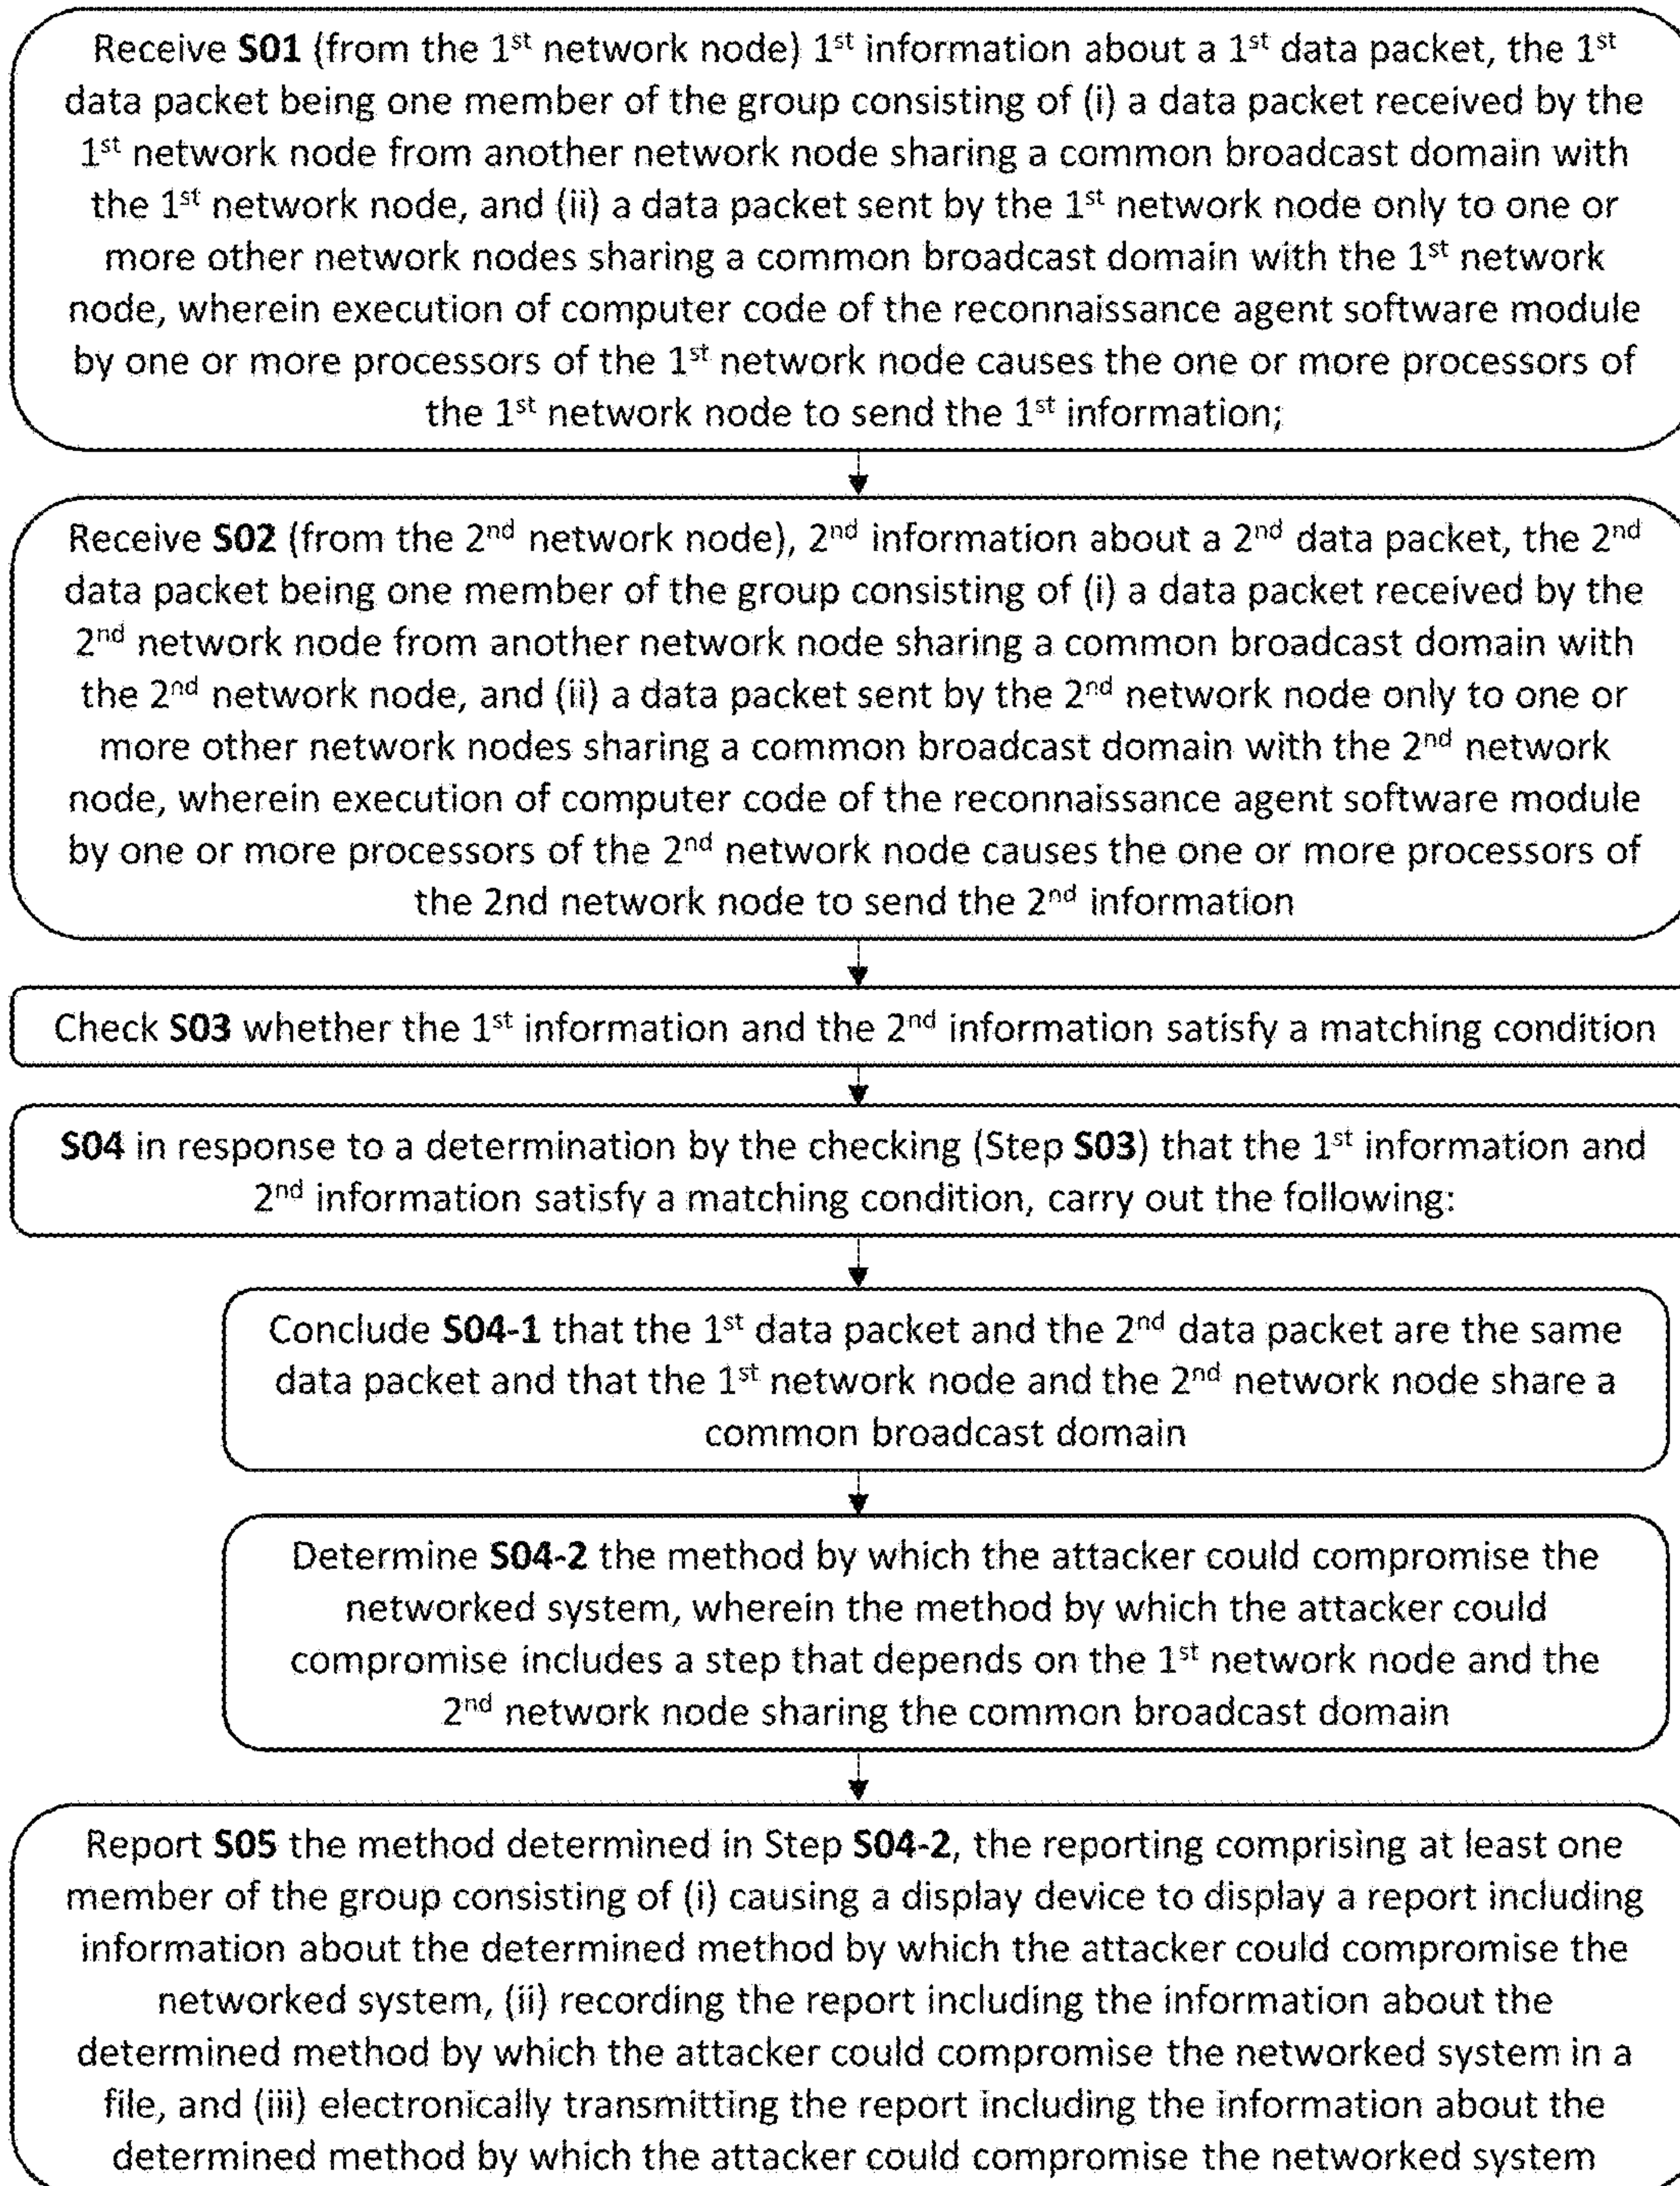 Receive S01 (from the 1st network node) 1st information about a 1st data packet, the 1st
data packet being one member of the group consisting of (i) a data packet received by the
1st network node from another network node sharing a common broadcast domain with
the 1st network node, and (ii) a data packet sent by the 1st network node only to one or
more other network nodes sharing a common broadcast domain with the 1st network
node, wherein execution of computer code of the reconnaissance agent software module
by one or more processors of the 1st network node causes the one or more processors of
the 1st network node to send the 1st information;
Receive S02 (from the 2nd network node), 2nd information about a 2nd data packet, the 2nd
data packet being one member of the group consisting of (i) a data packet received by the
2nd network node from another network node sharing a common broadcast domain with
the 2nd network node, and (ii) a data packet sent by the 2nd network node only to one or
more other network nodes sharing a common broadcast domain with the 2nd network
node, wherein execution of computer code of the reconnaissance agent software module
by one or more processors of the 2nd network node causes the one or more processors of
the 2nd network node to send the 2nd information
Check S03 whether the 1st information and the 2nd information satisfy a matching condition
S04 in response to a determination by the checking (Step S03) that the 1st information and
2nd information satisfy a matching condition, carry out the following:
Conclude S04-1 that the 1st data packet and the 2nd data packet are the same
data packet and that the 1st network node and the 2nd network node share a
common broadcast domain
Determine S04-2 the method by which the attacker could compromise the
networked system, wherein the method by which the attacker could
compromise includes a step that depends on the 1st network node and the
2nd network node sharing the common broadcast domain
Report S05 the method determined in Step S04-2, the reporting comprising at least one
member of the group consisting of (i) causing a display device to display a report including
information about the determined method by which the attacker could compromise the
networked system, (ii) recording the report including the information about the
determined method by which the attacker could compromise the networked system in a
file, and (iii) electronically transmitting the report including the information about the
determined method by which the attacker could compromise the networked system